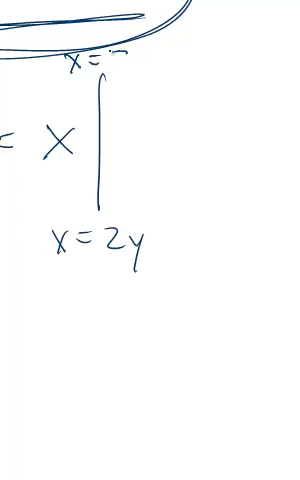 x =
= x |
x = 2y